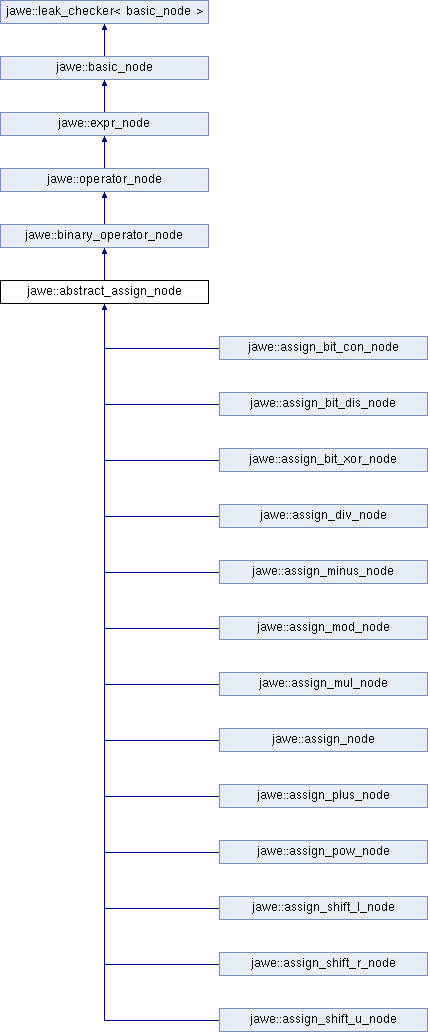 jawe::leak_checker< basic_node >
jawe::basic_node
jawe::expr_node
jawe::operator_node
jawe::binary_operator_node
jawe::abstract_assign_node
jawe::assign_bit_con_node
jawe::assign_bit_dis_node
jawe::assign_bit_xor_node
jawe::assign_div_node
jawe::assign_minus_node
jawe::assign_mod_node
jawe::assign_mul_node
jawe::assign_node
jawe::assign_plus_node
jawe::assign_pow_node
jawe::assign_shift_l_node
jawe::assign_shift_r_node
jawe::assign_shift_u_node